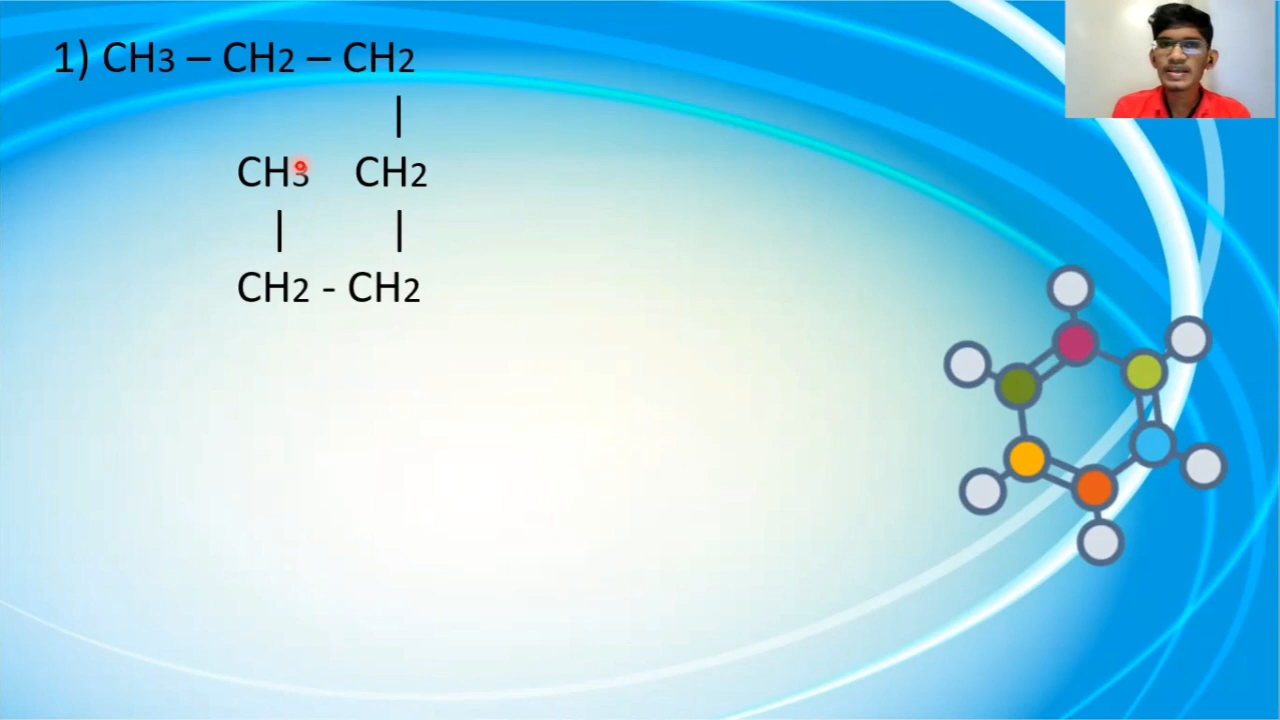 1) CH3 – CH2 – CH2
|
CH3 CH2
| |
CH2 - CH2